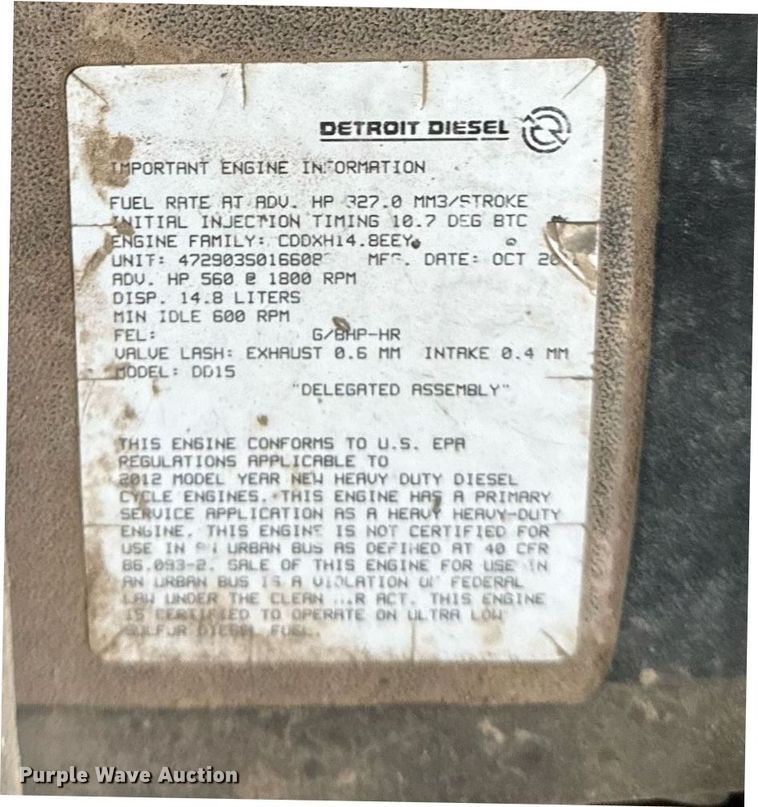 DETROIT DIESEL
IMPORTANT ENGINE INFORMATION
FUEL RATE AT ADV. HP 327.0 MM3/STROKE
INITIAL INJECTION TIMING 10.7 DEG BTC
ENGINE FAMILY: CDDXH14.8EEY
UNIT: MFG. DATE: OCT
ADV. HP 560 @ 1800 RPM
DISP. 14.8 LITERS
MIN IDLE 600 RPM
FEL: G/BHP-HR
VALVE LASH: EXHAUST 0.6 MM INTAKE 0.4 MM
MODEL: DD15
"DELEGATED ASSEMBLY"
THIS ENGINE CONFORMS TO U.S. EPA
REGULATIONS APPLICABLE TO
2012 MODEL YEAR NEW HEAVY DUTY DIESEL
CYCLE ENGINES. THIS ENGINE HAS A PRIMARY
SERVICE APPLICATION AS A HEAVY HEAVY-DUTY
ENGINE. THIS ENGINE IS NOT CERTIFIED FOR
USE IN AN URBAN BUS AS DEFINED AT 40 CFR
86.093-2. SALE OF THIS ENGINE FOR USE IN
AN URBAN BUS IS A VIOLATION OF FEDERAL
LAW UNDER THE CLEAN AIR ACT. THIS ENGINE
IS CERTIFIED TO OPERATE ON ULTRA LOW
SULFUR DIESEL FUEL.
Purple Wave Auction